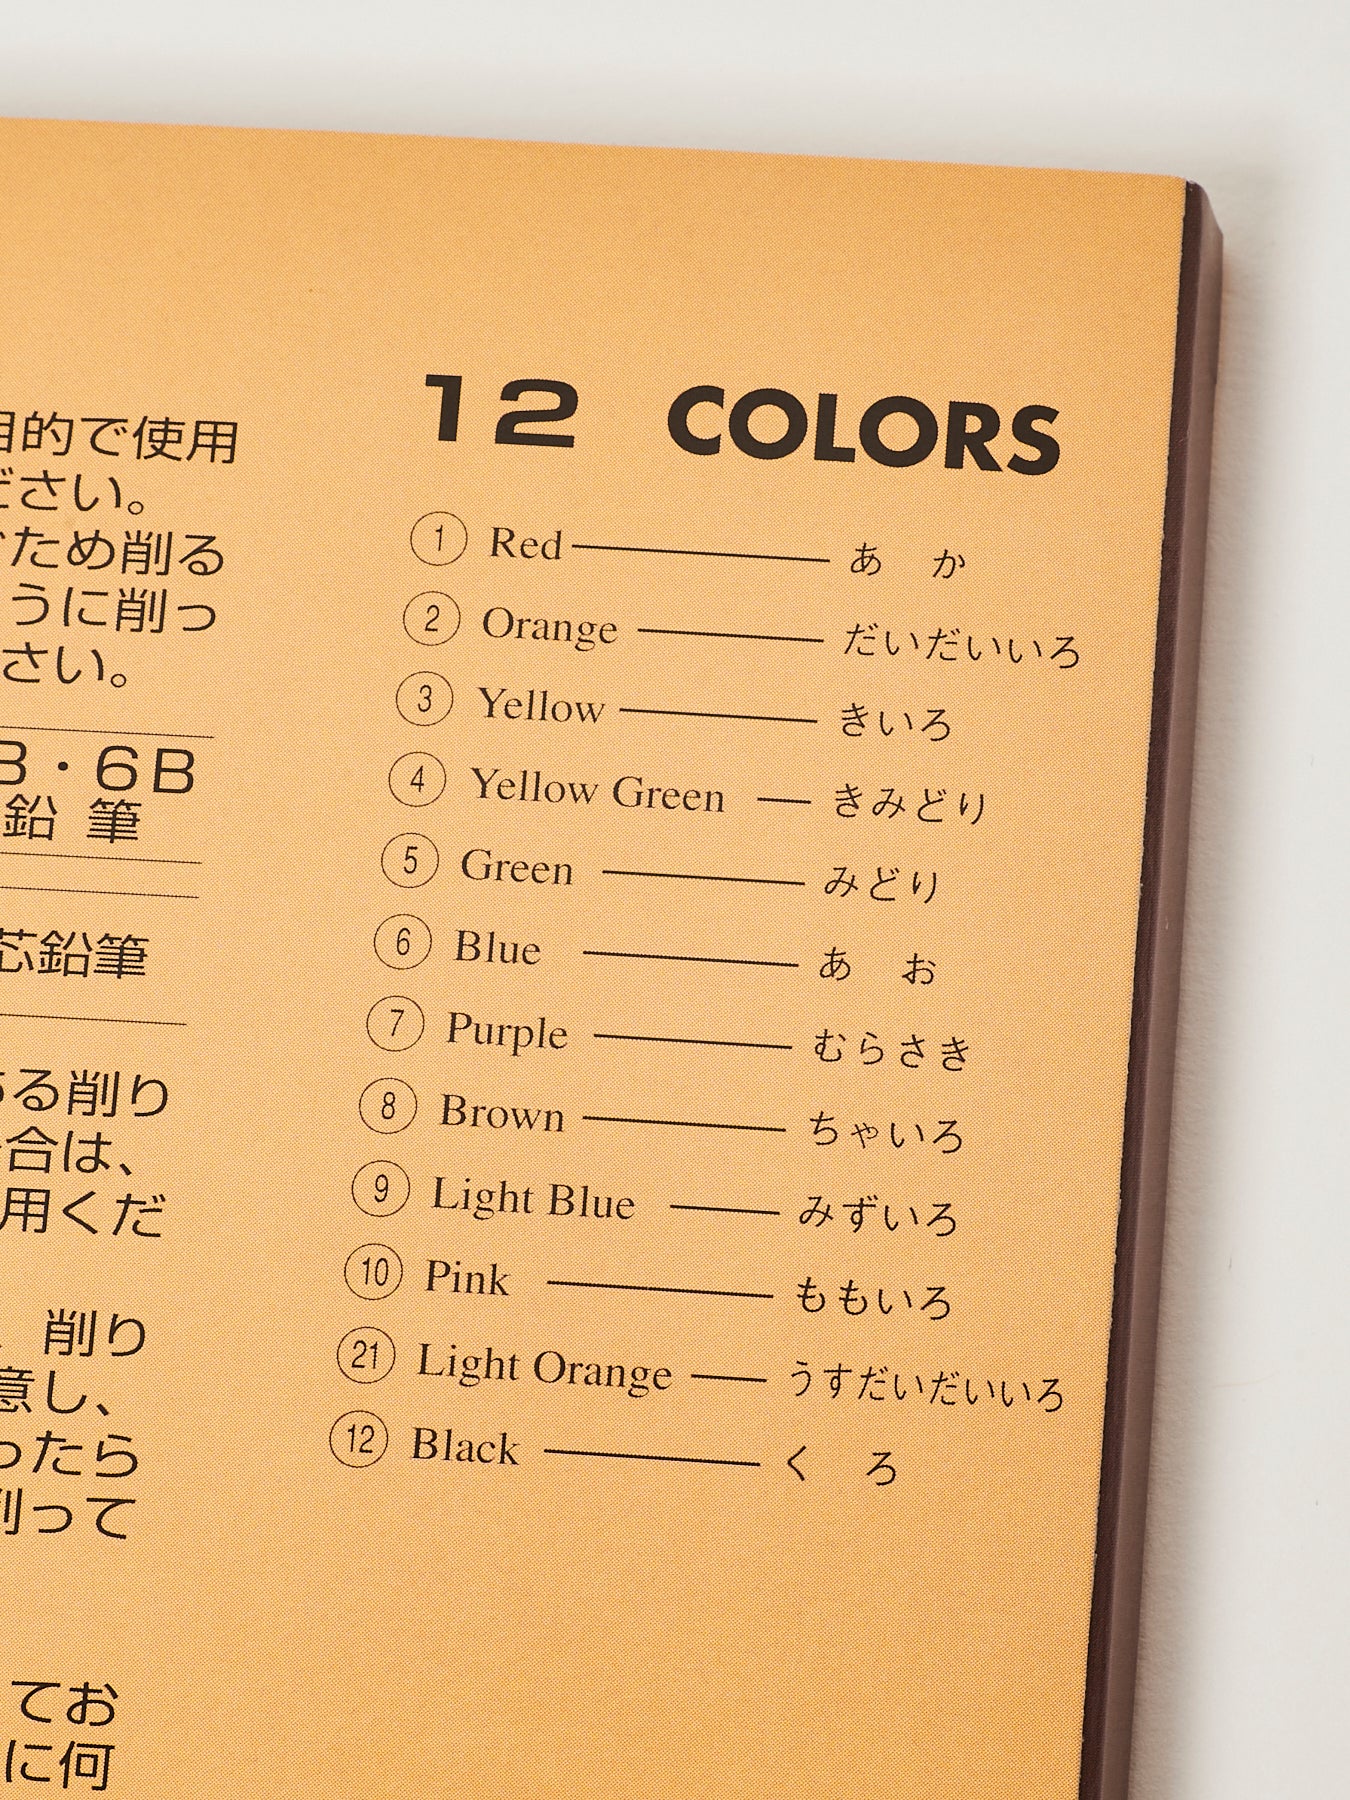 目的で使用
ださい。
ため削る
うに削っ
さい。
B・6B
鉛 筆
芯鉛筆
ある削り
合は、
用くだ
削り
意し、
ったら
削って
てお
に何
12 COLORS
① Red — あ か
② Orange — だいだいいろ
③ Yellow — きいろ
④ Yellow Green — きみどり
⑤ Green — みどり
⑥ Blue — あ お
⑦ Purple — むらさき
⑧ Brown — ちゃいろ
⑨ Light Blue — みずいろ
⑩ Pink — ももいろ
㉑ Light Orange — うすだいだいいろ
⑫ Black — く ろ